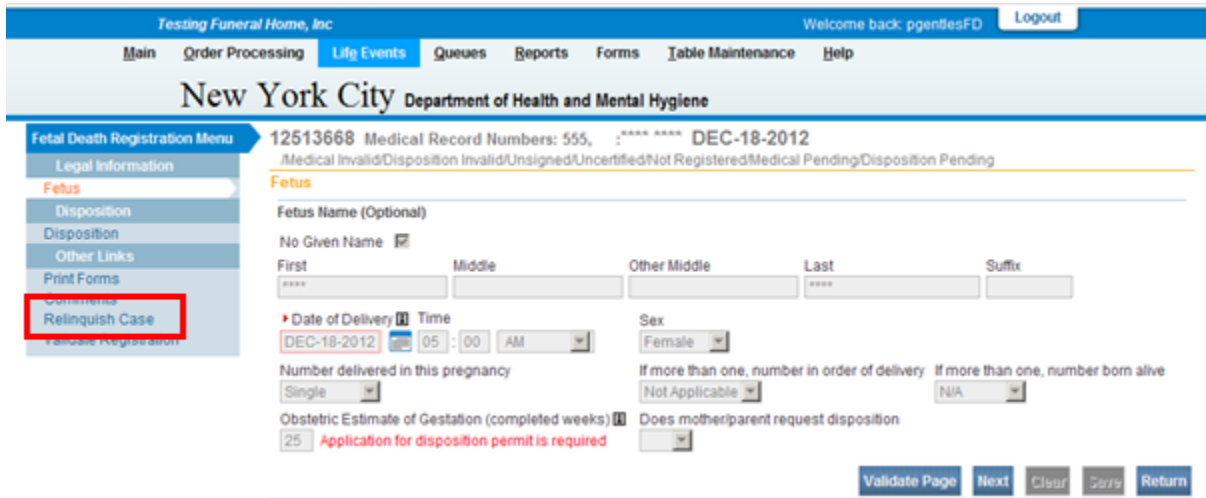 Testing Funeral Home, Inc
Welcome back: pgentlesFD
Logout
Main Order Processing Life Events Queues Reports Forms Table Maintenance Help
New York City Department of Health and Mental Hygiene
Fetal Death Registration Menu
Legal Information
Fetus
Disposition
Disposition
Other Links
Print Forms
Comments
Relinquish Case
Validate Registration
12513668 Medical Record Numbers: 555, :**** **** DEC-18-2012
/Medical Invalid/Disposition Invalid/Unsigned/Uncertified/Not Registered/Medical Pending/Disposition Pending
Fetus
Fetus Name (Optional)
No Given Name
First Middle Other Middle Last Suffix
**** ****
Date of Delivery Time Sex
DEC-18-2012 05 : 00 AM Female
Number delivered in this pregnancy If more than one, number in order of delivery If more than one, number born alive
Single Not Applicable N/A
Obstetric Estimate of Gestation (completed weeks) Does mother/parent request disposition
25 Application for disposition permit is required
Validate Page Next Clear Save Return